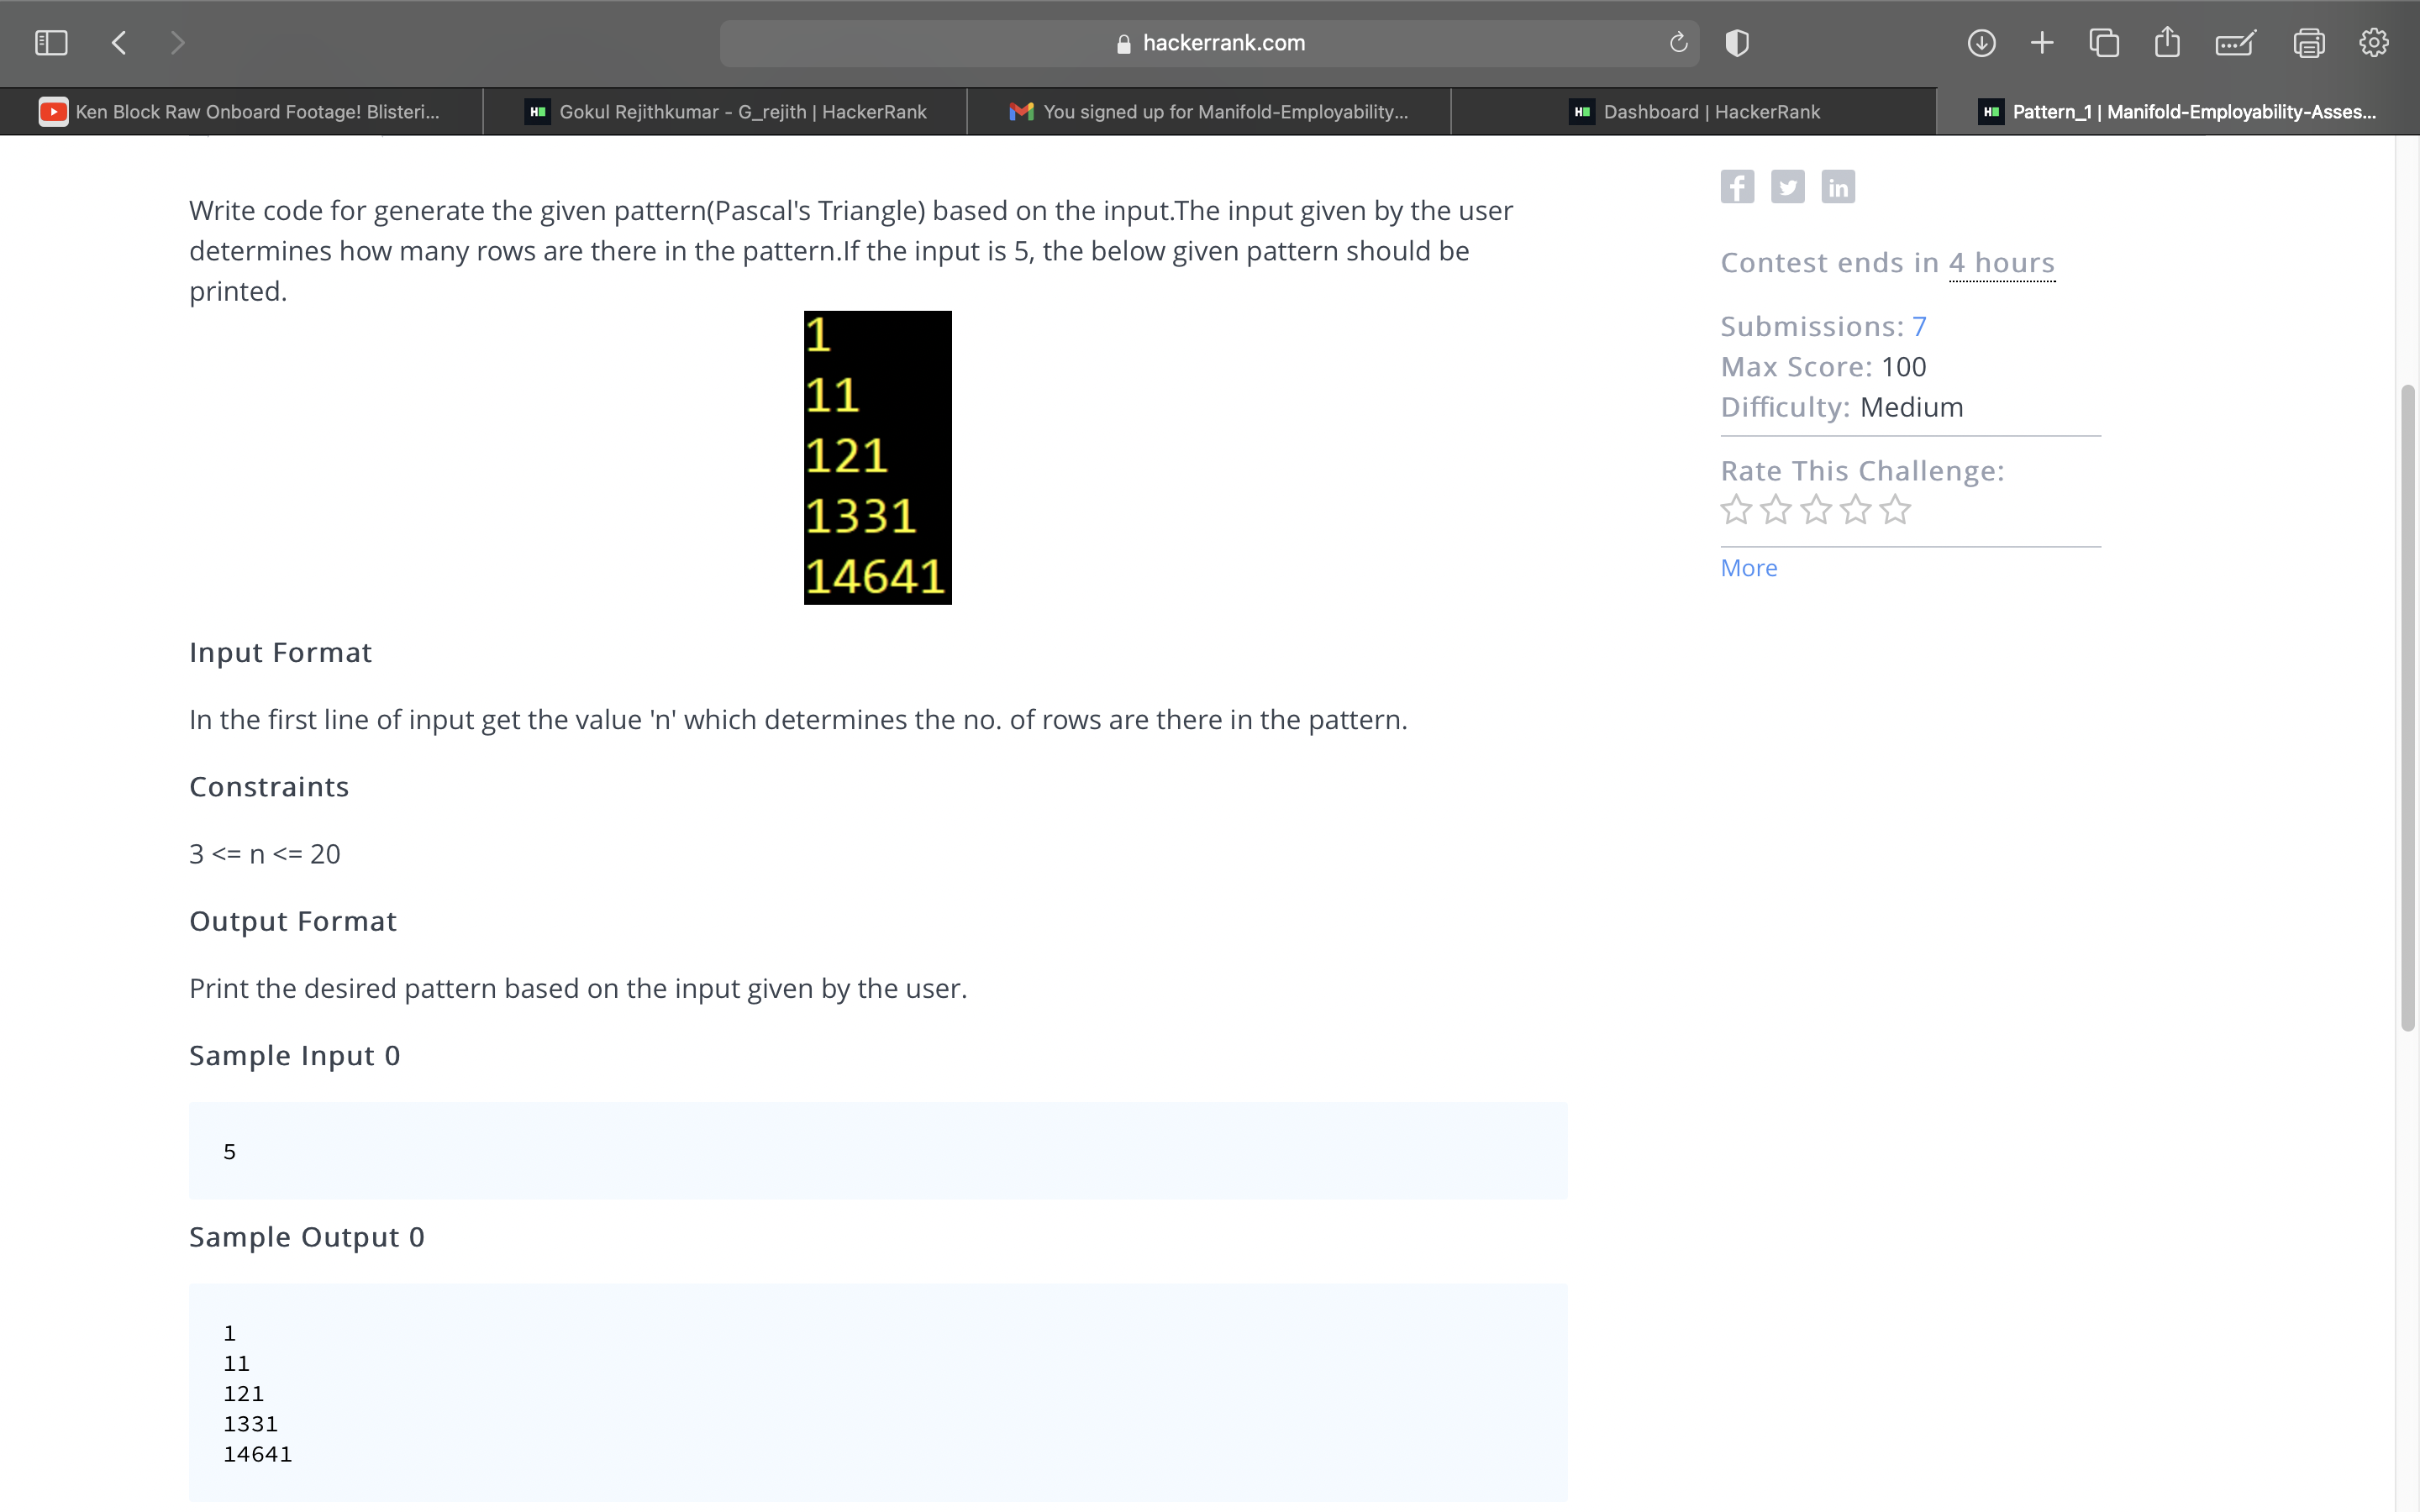 hackerrank.com
Ken Block Raw Onboard Footage! Blisteri...
Gokul Rejithkumar - G_rejith | HackerRank
You signed up for Manifold-Employability...
Dashboard | HackerRank
Pattern_1 | Manifold-Employability-Asses...
Write code for generate the given pattern(Pascal's Triangle) based on the input.The input given by the user
determines how many rows are there in the pattern.If the input is 5, the below given pattern should be
printed.
1
11
121
1331
14641
Input Format
In the first line of input get the value 'n' which determines the no. of rows are there in the pattern.
Constraints
3 <= n <= 20
Output Format
Print the desired pattern based on the input given by the user.
Sample Input 0
5
Sample Output 0
1
11
121
1331
14641
Contest ends in 4 hours
Submissions: 7
Max Score: 100
Difficulty: Medium
Rate This Challenge:
More